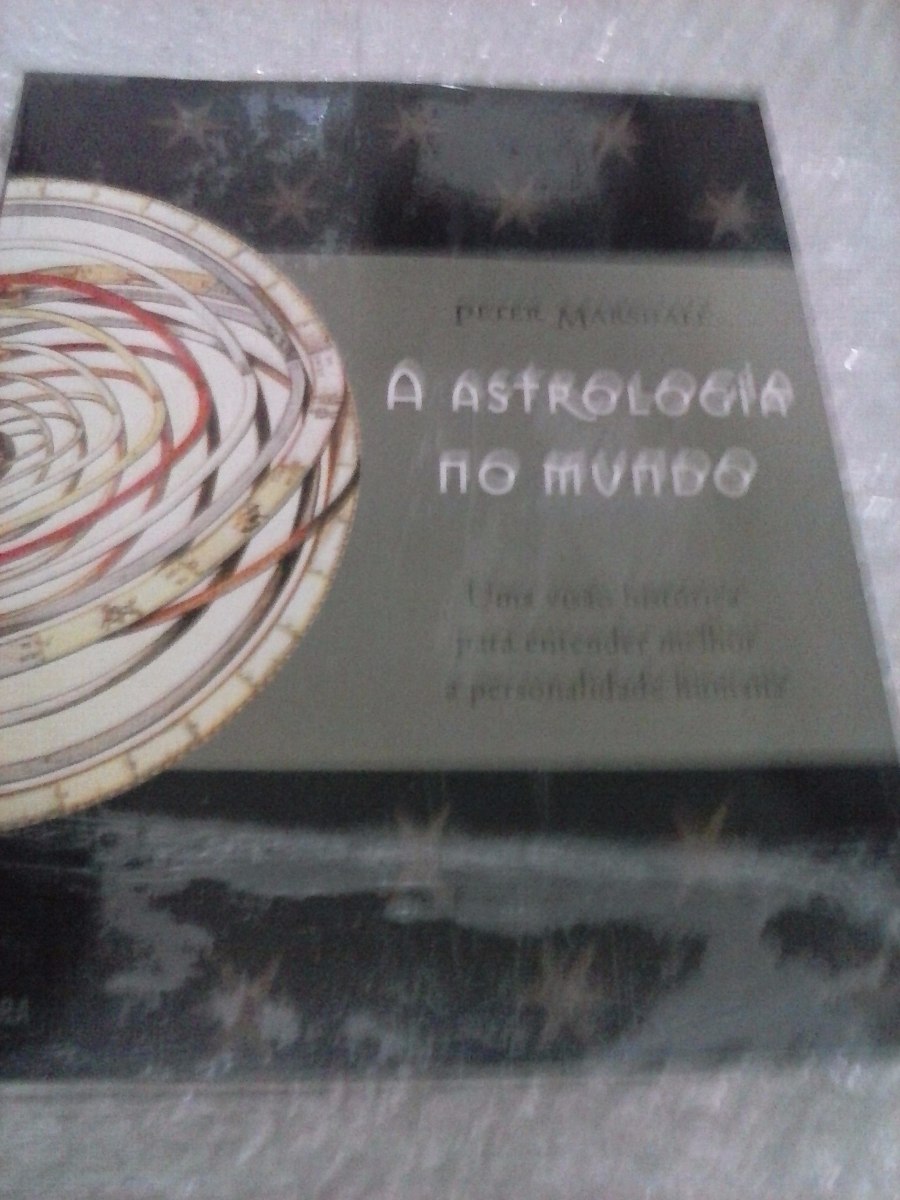 PETER MARSHALL
A ASTROLOGIA
NO MUNDO
Uma visão histórica
para entender melhor
a personalidade humana